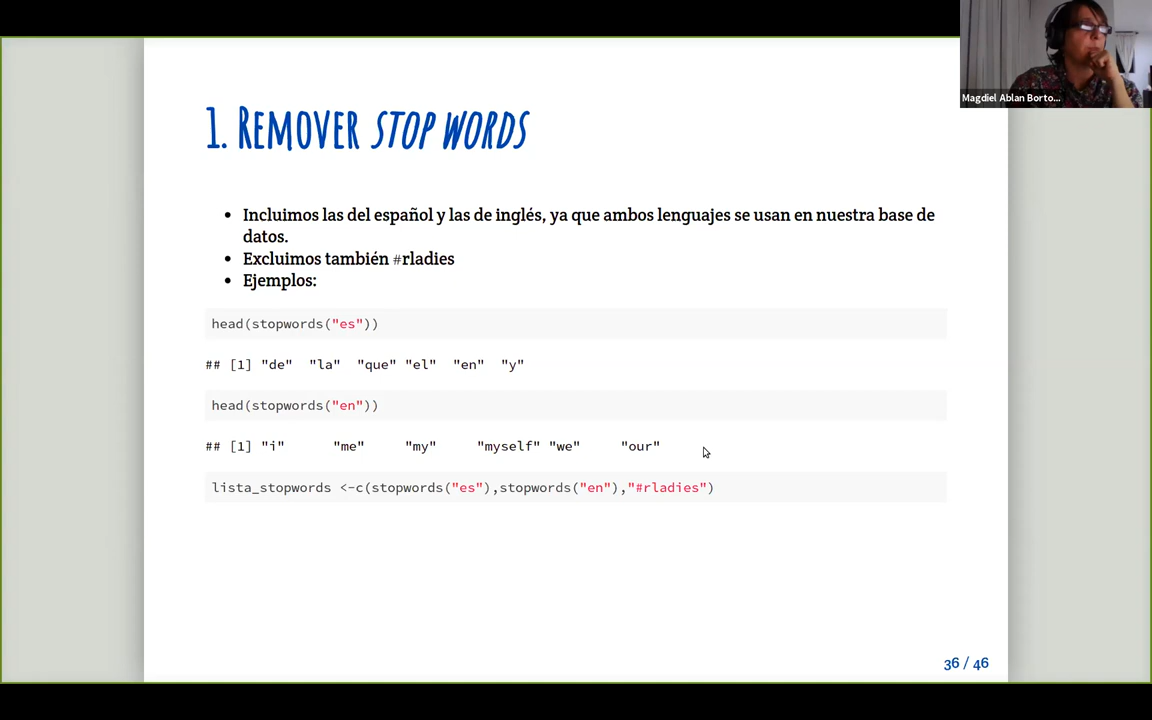 Magdiel Ablan Borto...
1. Remover stop words
• Incluimos las del español y las de inglés, ya que ambos lenguajes se usan en nuestra base de
datos.
• Excluimos también #rladies
• Ejemplos:
head(stopwords("es"))
## [1] "de"  "la"  "que" "el"  "en"  "y"
head(stopwords("en"))
## [1] "i"      "me"     "my"     "myself" "we"     "our"
lista_stopwords <-c(stopwords("es"),stopwords("en"),"#rladies")
36 / 46